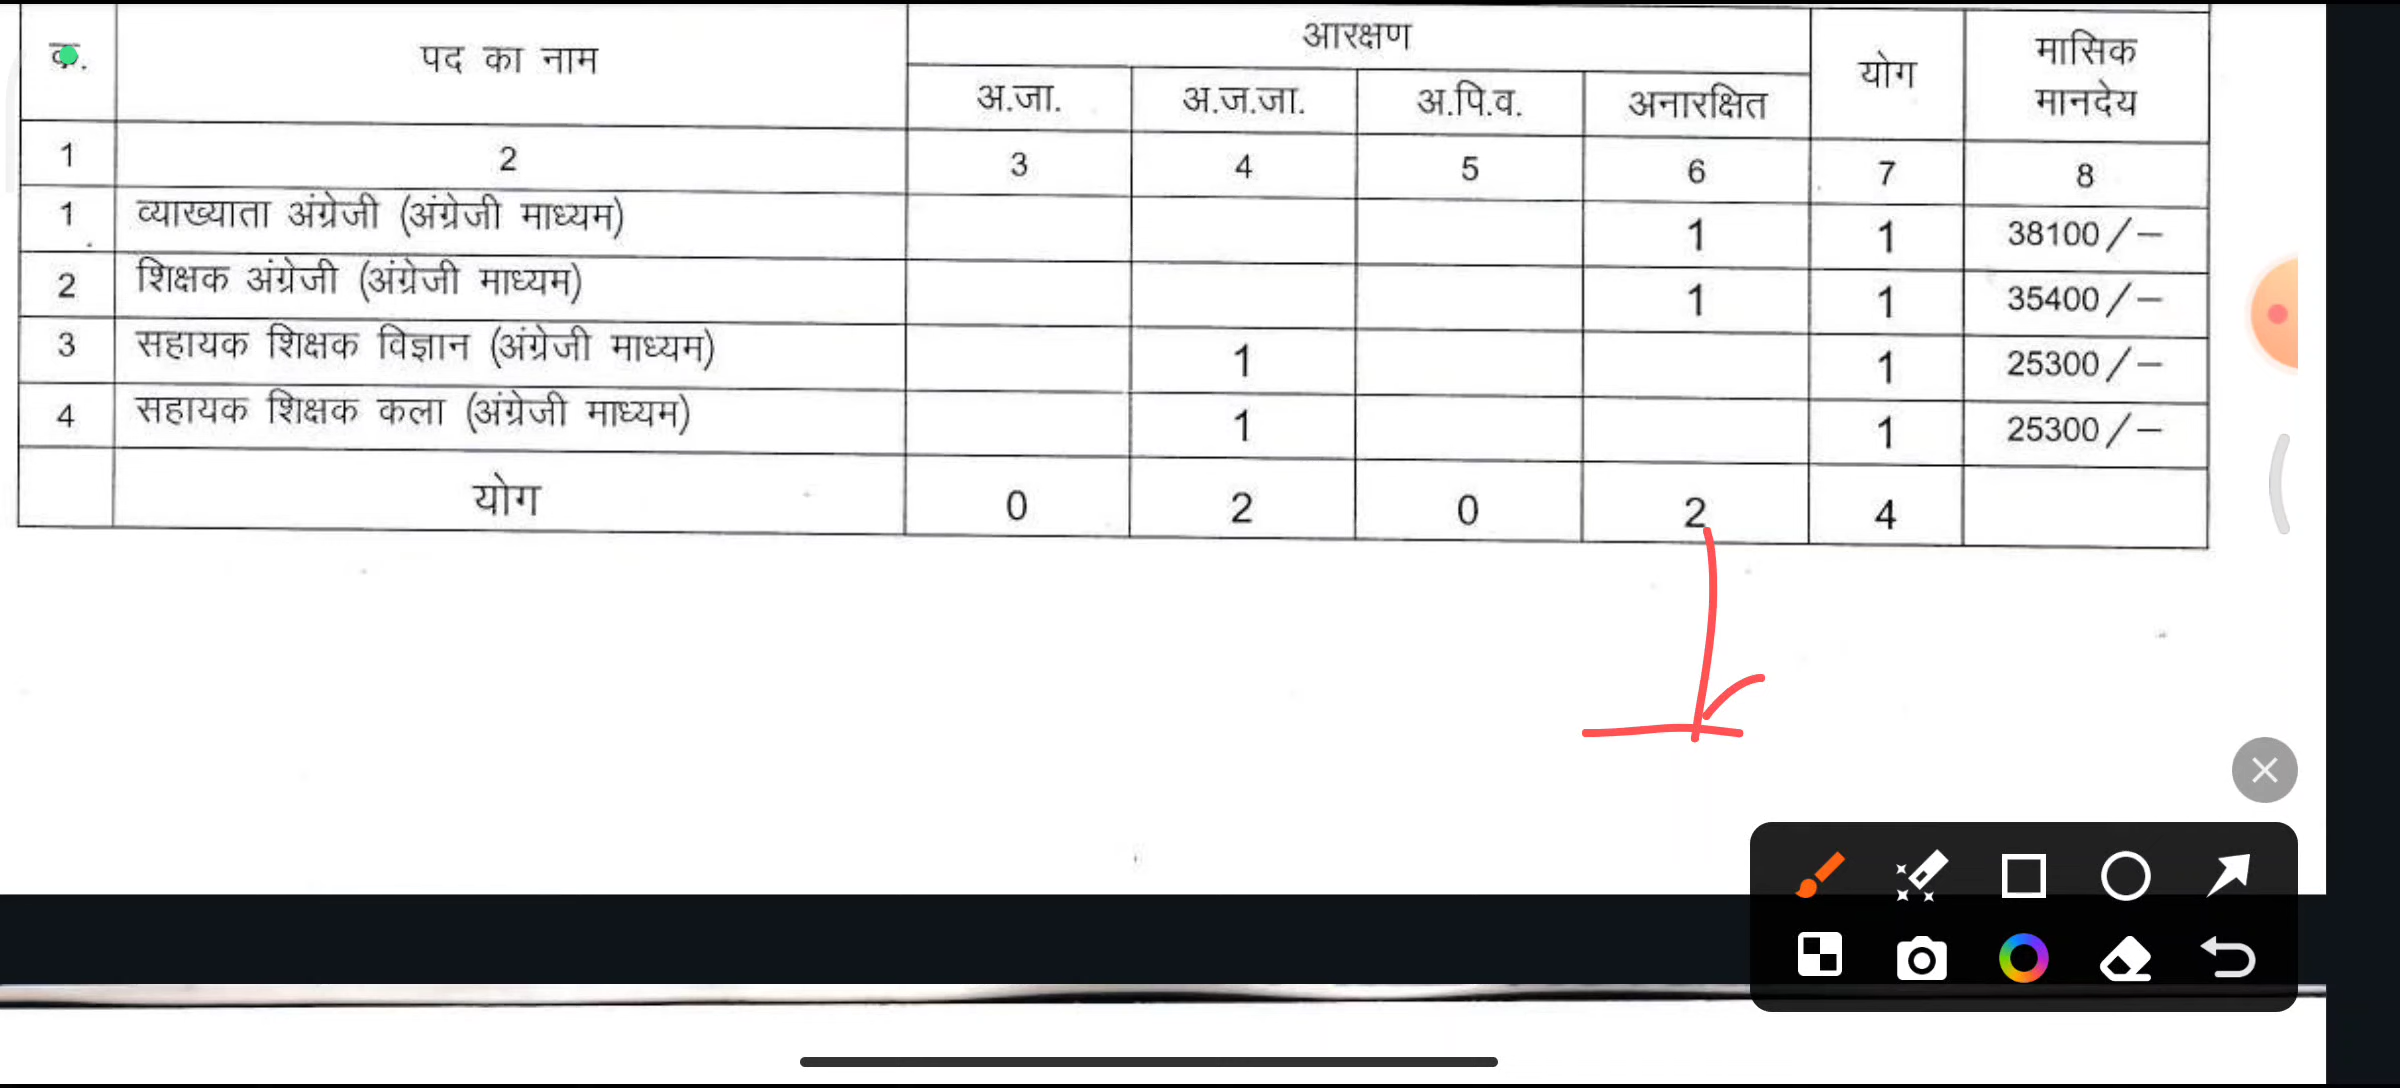 क्र. पद का नाम आरक्षण योग मासिक मानदेय
अ.जा. अ.ज.जा. अ.पि.व. अनारक्षित
1 2 3 4 5 6 7 8
1 व्याख्याता अंग्रेजी (अंग्रेजी माध्यम) 1 1 38100/–
2 शिक्षक अंग्रेजी (अंग्रेजी माध्यम) 1 1 35400/–
3 सहायक शिक्षक विज्ञान (अंग्रेजी माध्यम) 1 1 25300/–
4 सहायक शिक्षक कला (अंग्रेजी माध्यम) 1 1 25300/–
योग 0 2 0 2 4